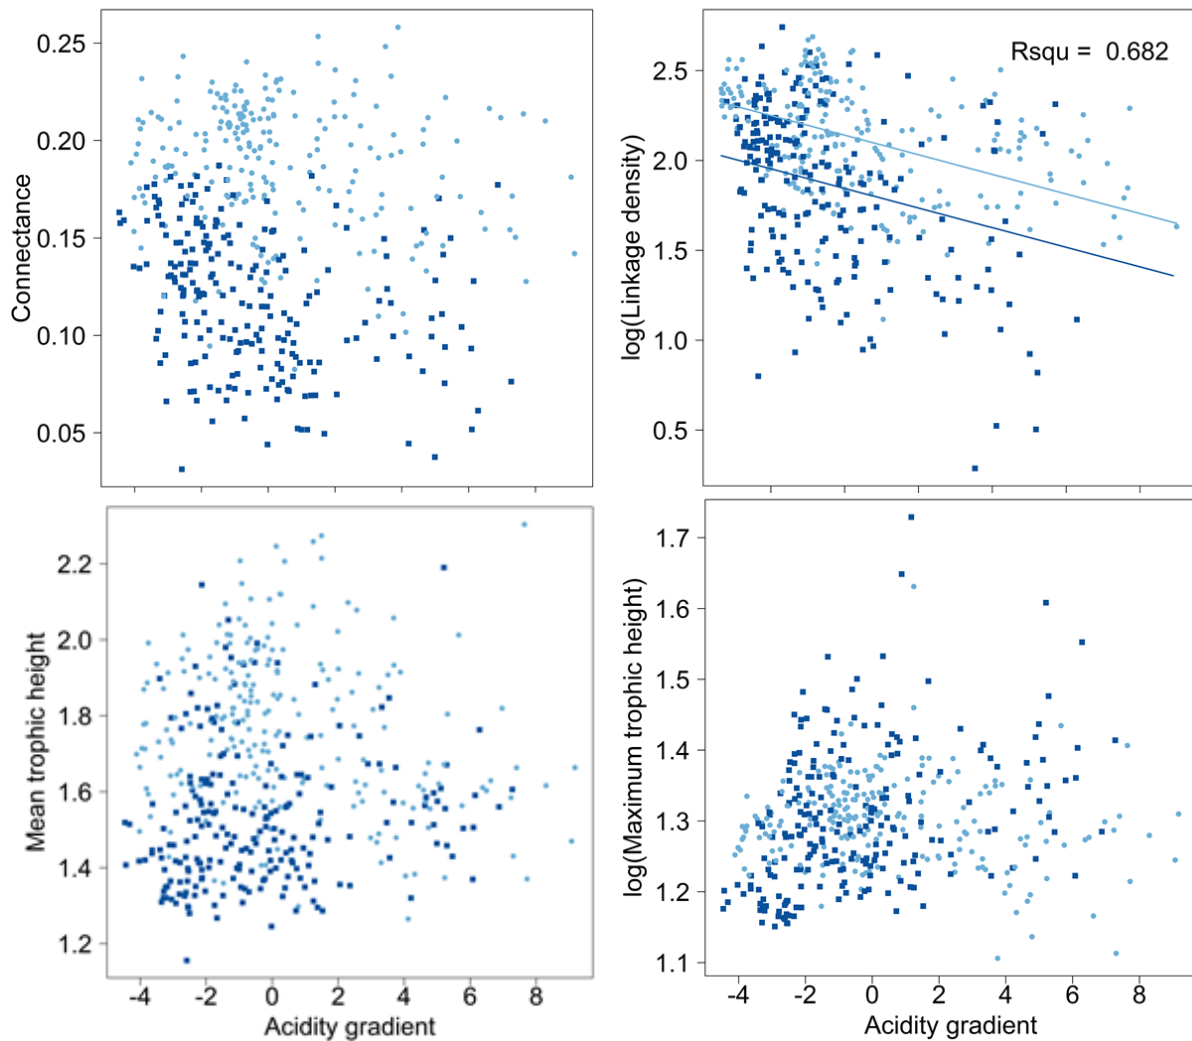 Connectance
0.25
0.20
0.15
0.10
0.05
log(Linkage density)
Rsqu = 0.682
2.5
2.0
1.5
1.0
0.5
Mean trophic height
2.2
2.0
1.8
1.6
1.4
1.2
-4 -2 0 2 4 6 8
Acidity gradient
log(Maximum trophic height)
1.7
1.6
1.5
1.4
1.3
1.2
1.1
-4 -2 0 2 4 6 8
Acidity gradient